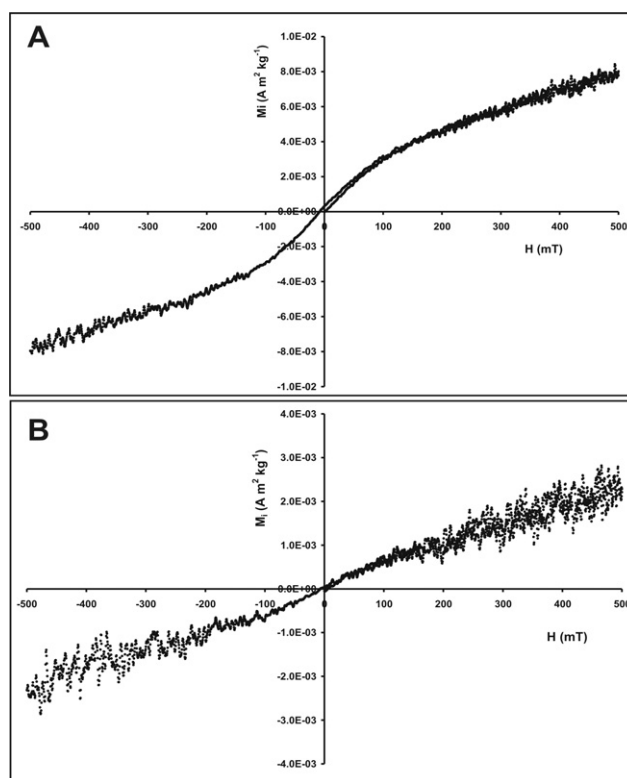 A
Mi (A m² kg⁻¹)
1.0E-02
8.0E-03
6.0E-03
4.0E-03
2.0E-03
0.0E+00
-500 -400 -300 -200 -100 0 100 200 300 400 500
H (mT)
-2.0E-03
-4.0E-03
-6.0E-03
-8.0E-03
-1.0E-02
B
Mᵢ (A m² kg⁻¹)
4.0E-03
3.0E-03
2.0E-03
1.0E-03
0.0E+00
-500 -400 -300 -200 -100 0 100 200 300 400 500
H (mT)
-1.0E-03
-2.0E-03
-3.0E-03
-4.0E-03